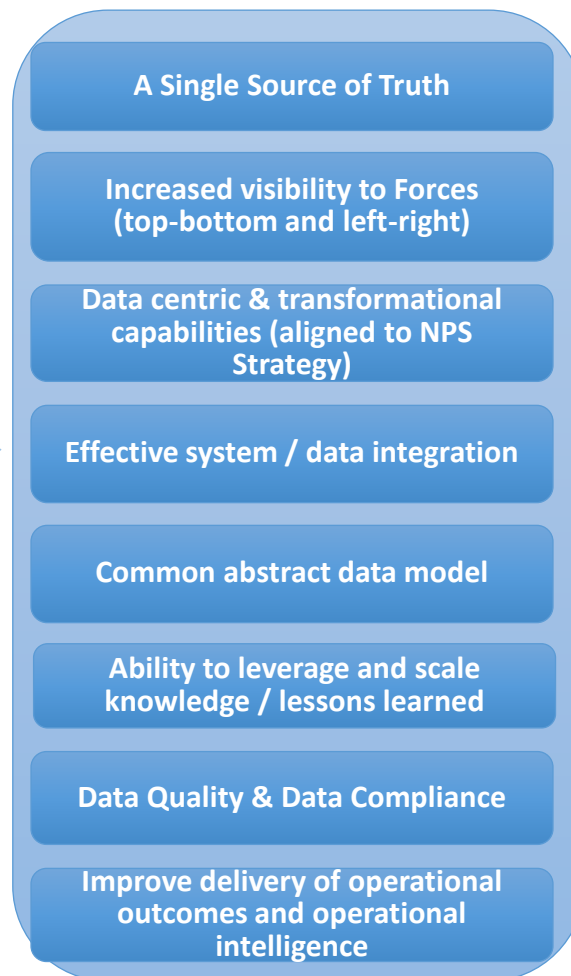 A Single Source of Truth
Increased visibility to Forces
(top-bottom and left-right)
Data centric & transformational
capabilities (aligned to NPS
Strategy)
Effective system / data integration
Common abstract data model
Ability to leverage and scale
knowledge / lessons learned
Data Quality & Data Compliance
Improve delivery of operational
outcomes and operational
intelligence